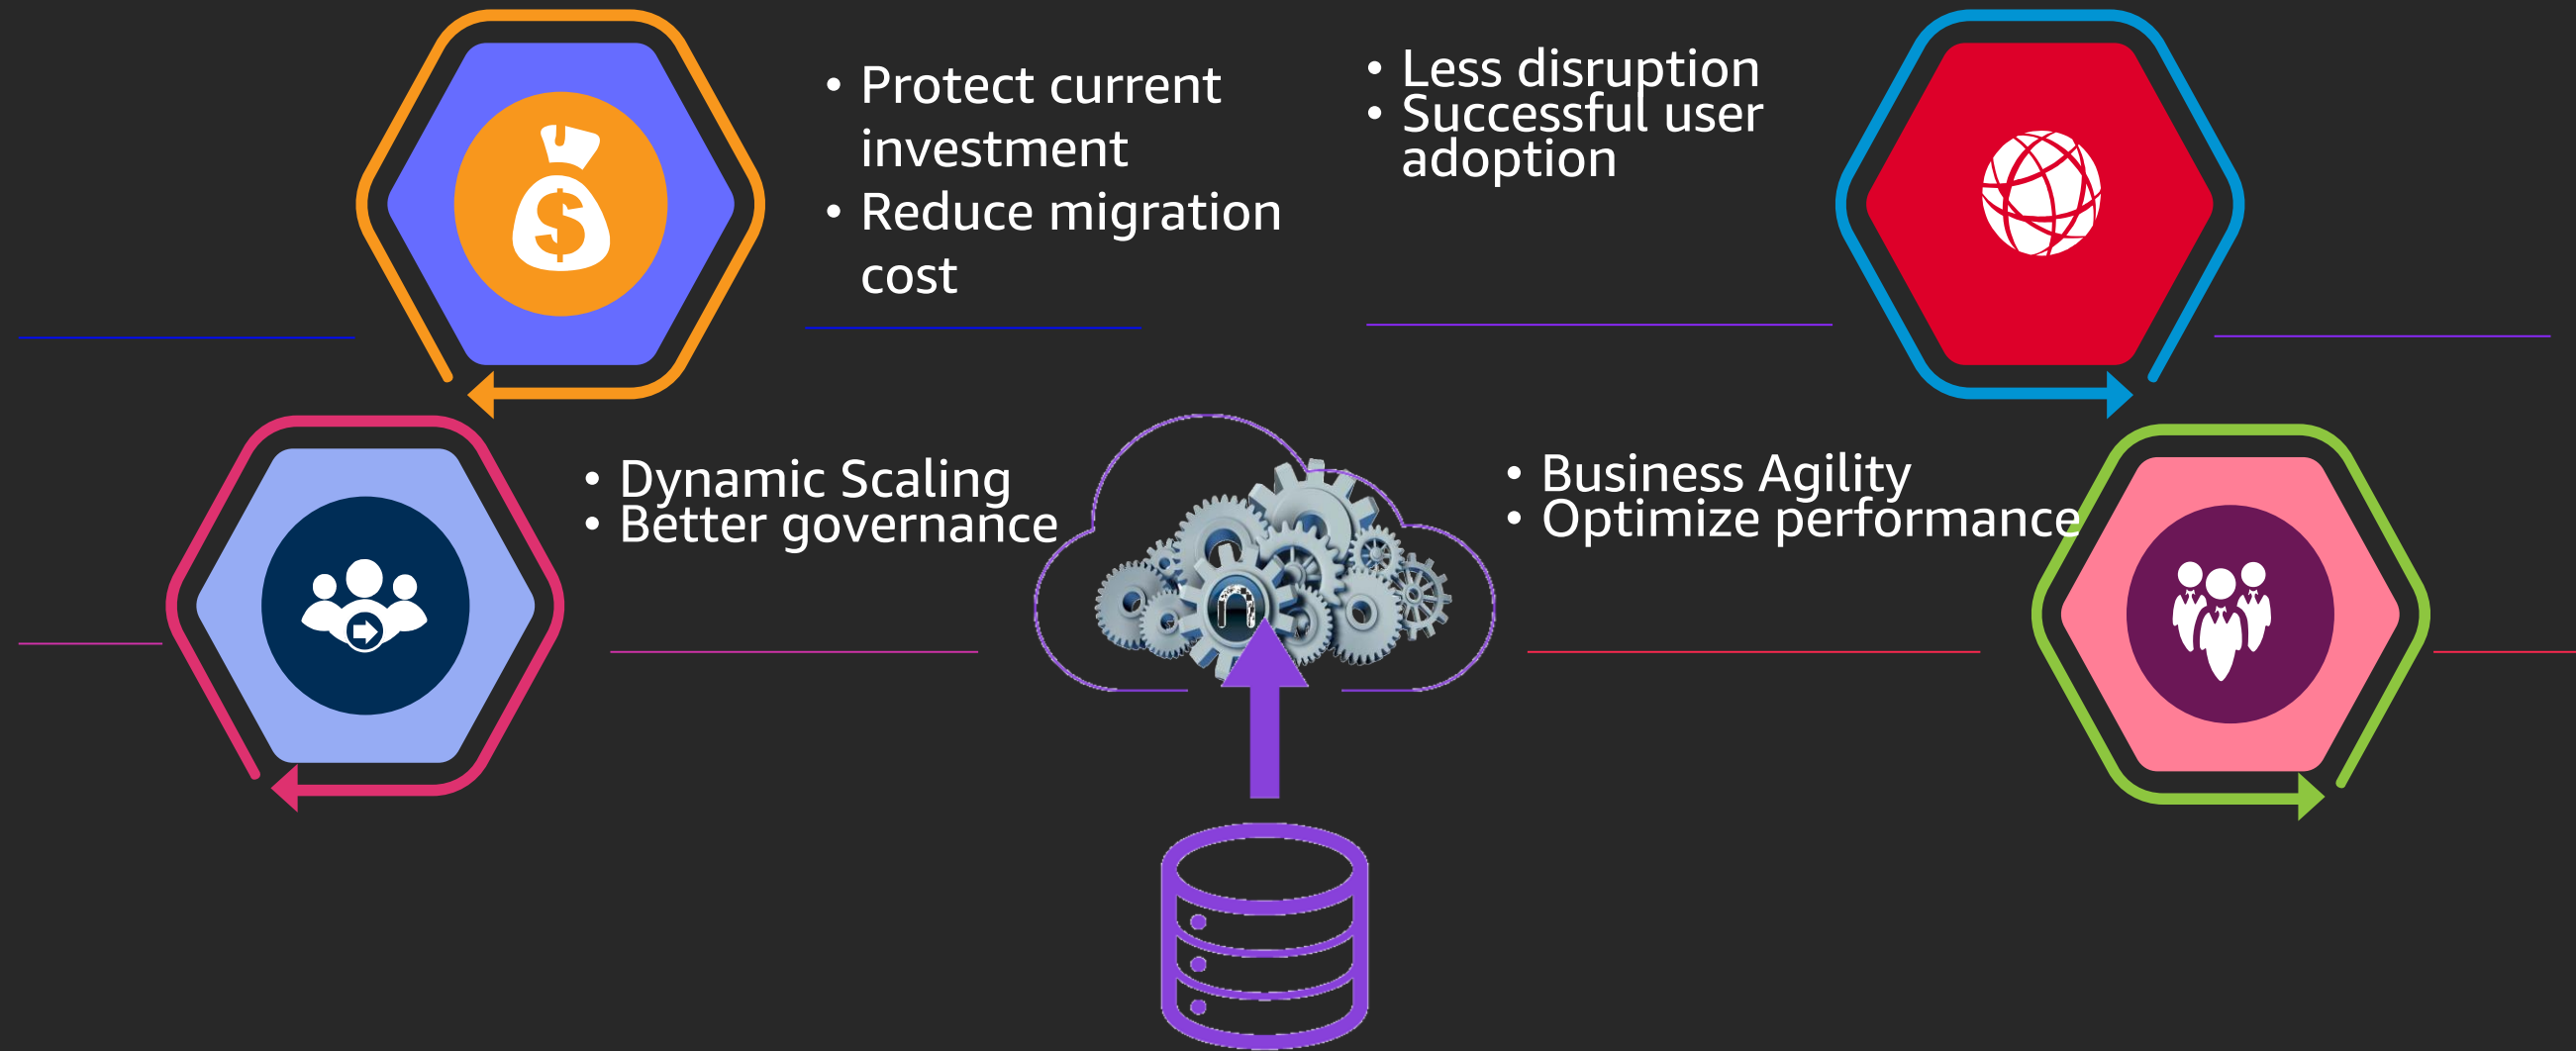 • Protect current
investment
• Reduce migration
cost
• Less disruption
• Successful user
adoption
• Dynamic Scaling
• Better governance
• Business Agility
• Optimize performance
$
n